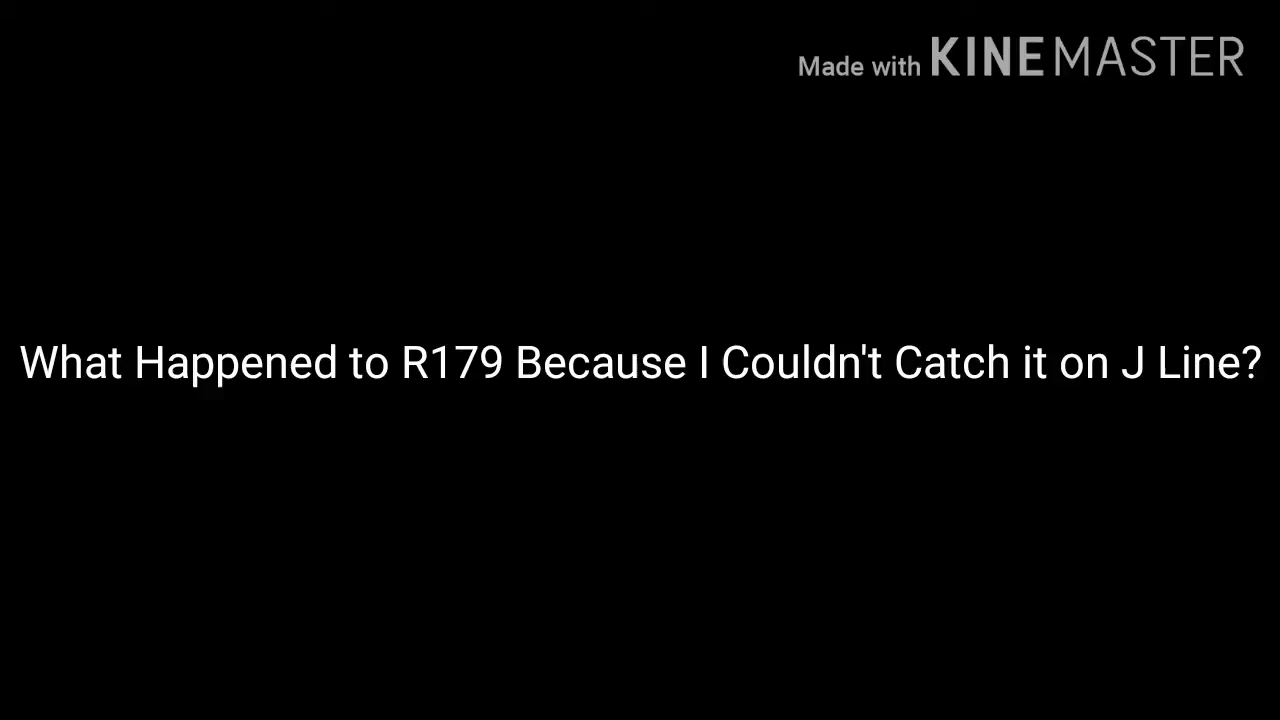 Made with KINEMASTER
What Happened to R179 Because I Couldn't Catch it on J Line?